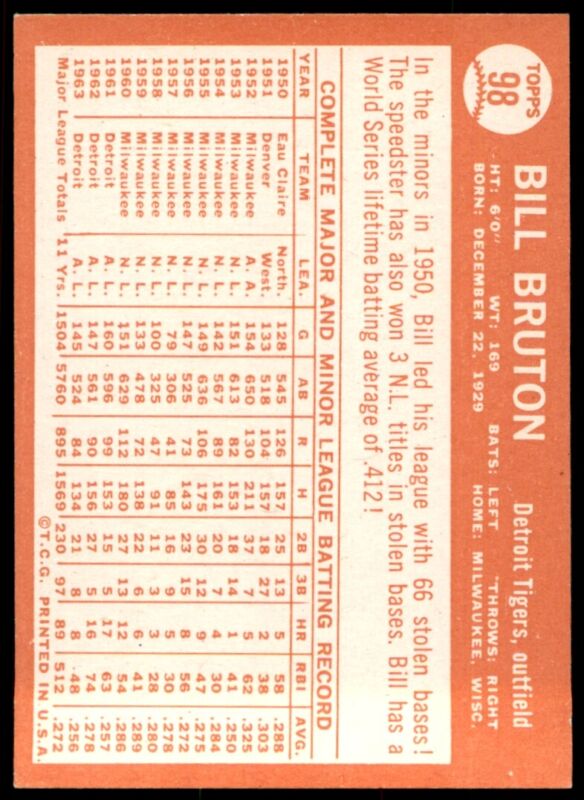 TOPPS
98
BILL BRUTON
Detroit Tigers, outfield
HT: 6'0" WT: 169 BATS: LEFT THROWS: RIGHT
BORN: DECEMBER 22, 1929 HOME: MILWAUKEE, WISC.
In the minors in 1950, Bill led his league with 66 stolen bases!
The speedster has also won 3 N.L. titles in stolen bases. Bill has a
World Series lifetime batting average of .412!
COMPLETE MAJOR AND MINOR LEAGUE BATTING RECORD
YEAR TEAM LEA. G AB R H 2B 3B HR RBI AVG.
1950 Eau Claire North. 128 545 126 157 25 13 5 58 .288
1951 Denver West. 133 518 104 157 18 27 2 38 .303
1952 Milwaukee A. A. 154 650 130 211 37 7 5 62 .325
1953 Milwaukee N. L. 151 613 82 153 18 14 1 41 .250
1954 Milwaukee N. L. 142 567 89 161 20 7 4 30 .284
1955 Milwaukee N. L. 149 636 106 175 30 12 9 47 .275
1956 Milwaukee N. L. 147 525 73 143 23 15 8 56 .272
1957 Milwaukee N. L. 79 306 41 85 16 9 5 30 .278
1958 Milwaukee N. L. 100 325 47 91 11 3 3 28 .280
1959 Milwaukee N. L. 133 478 72 138 22 6 6 41 .289
1960 Milwaukee N. L. 151 629 112 180 27 13 12 54 .286
1961 Detroit A. L. 160 596 99 153 15 5 17 63 .257
1962 Detroit A. L. 147 561 90 156 27 5 16 74 .278
1963 Detroit A. L. 145 524 84 134 21 8 8 48 .256
Major League Totals 11 Yrs. 1504 5760 895 1569 230 97 89 512 .272
©T.C.G. PRINTED IN U.S.A.